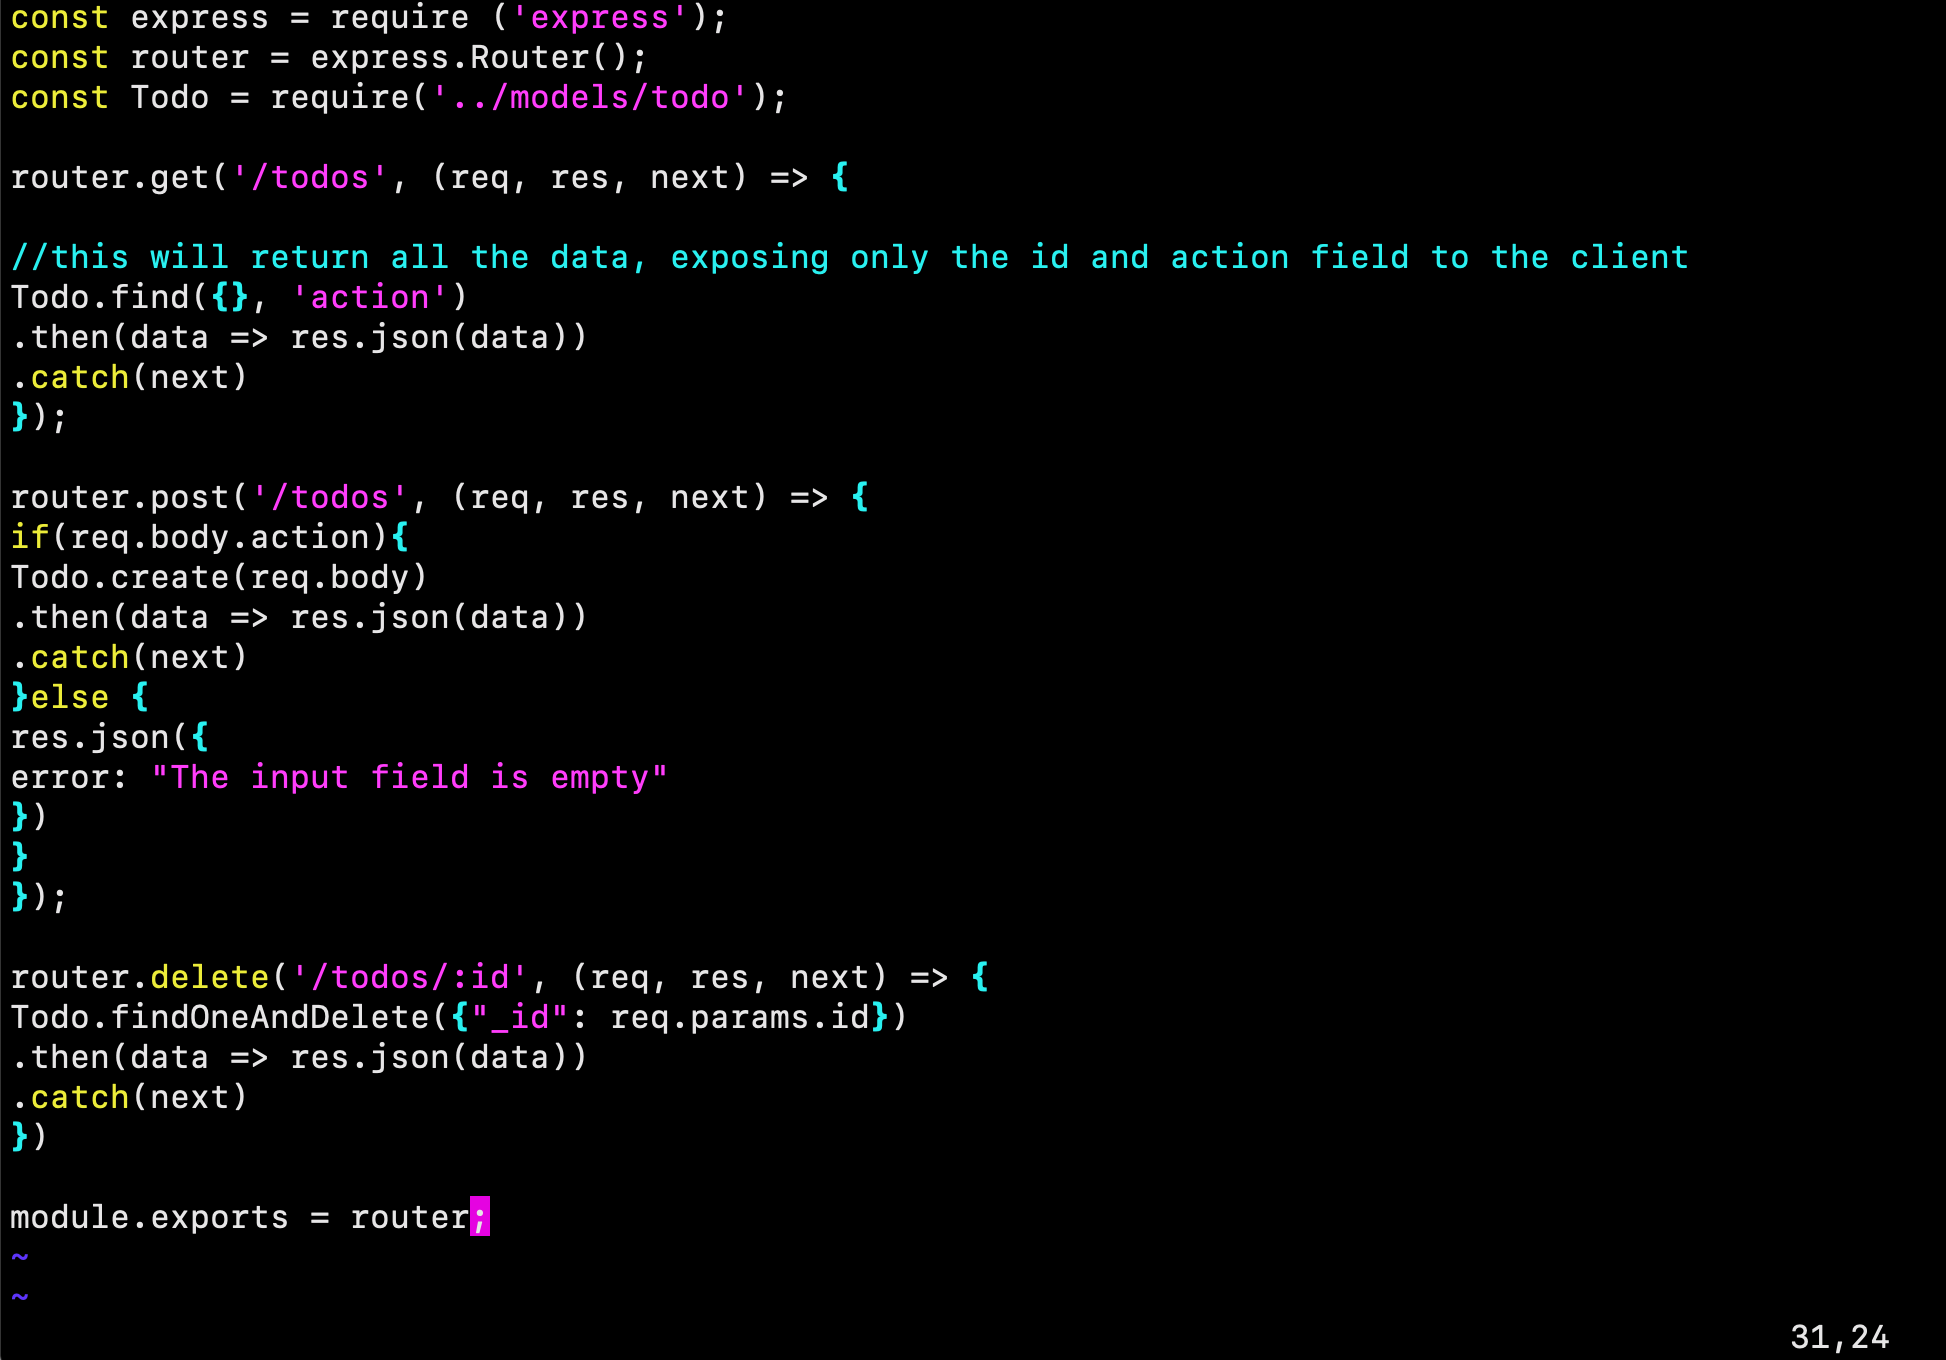 const express = require ('express');
const router = express.Router();
const Todo = require('../models/todo');

router.get('/todos', (req, res, next) => {

//this will return all the data, exposing only the id and action field to the client
Todo.find({}, 'action')
.then(data => res.json(data))
.catch(next)
});

router.post('/todos', (req, res, next) => {
if(req.body.action){
Todo.create(req.body)
.then(data => res.json(data))
.catch(next)
}else {
res.json({
error: "The input field is empty"
})
}
});

router.delete('/todos/:id', (req, res, next) => {
Todo.findOneAndDelete({"_id": req.params.id})
.then(data => res.json(data))
.catch(next)
})

module.exports = router;
~
~
31,24